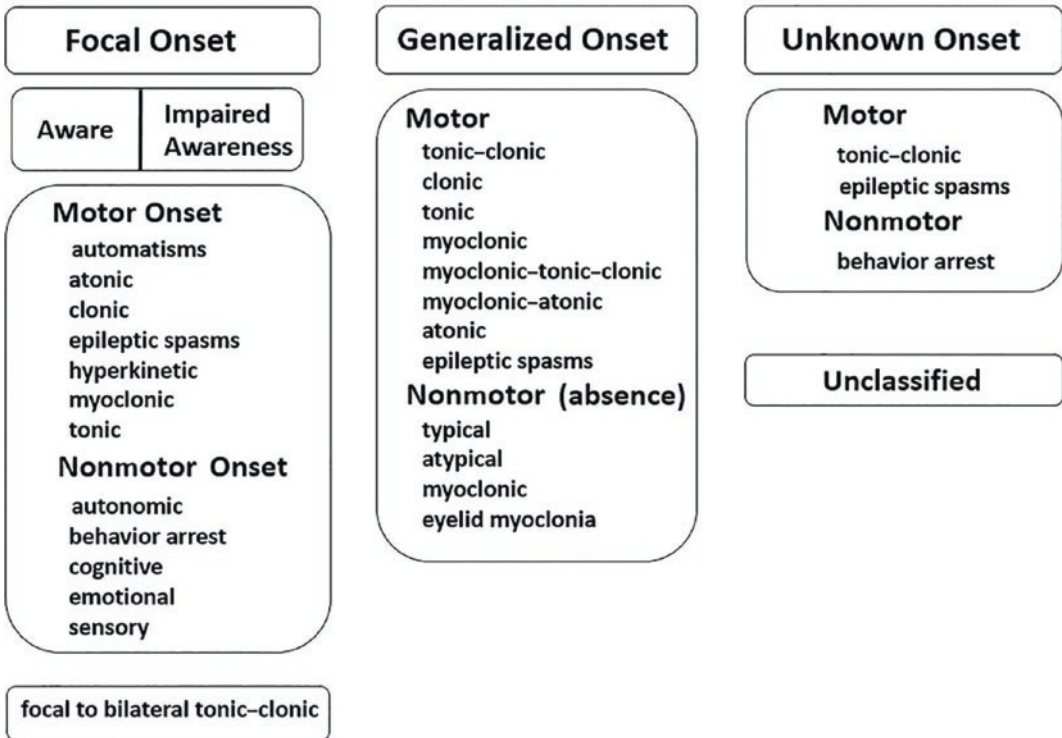 Focal Onset
Aware
Impaired
Awareness
Motor Onset
automatisms
atonic
clonic
epileptic spasms
hyperkinetic
myoclonic
tonic
Nonmotor Onset
autonomic
behavior arrest
cognitive
emotional
sensory
focal to bilateral tonic–clonic
Generalized Onset
Motor
tonic–clonic
clonic
tonic
myoclonic
myoclonic–tonic–clonic
myoclonic–atonic
atonic
epileptic spasms
Nonmotor (absence)
typical
atypical
myoclonic
eyelid myoclonia
Unknown Onset
Motor
tonic–clonic
epileptic spasms
Nonmotor
behavior arrest
Unclassified